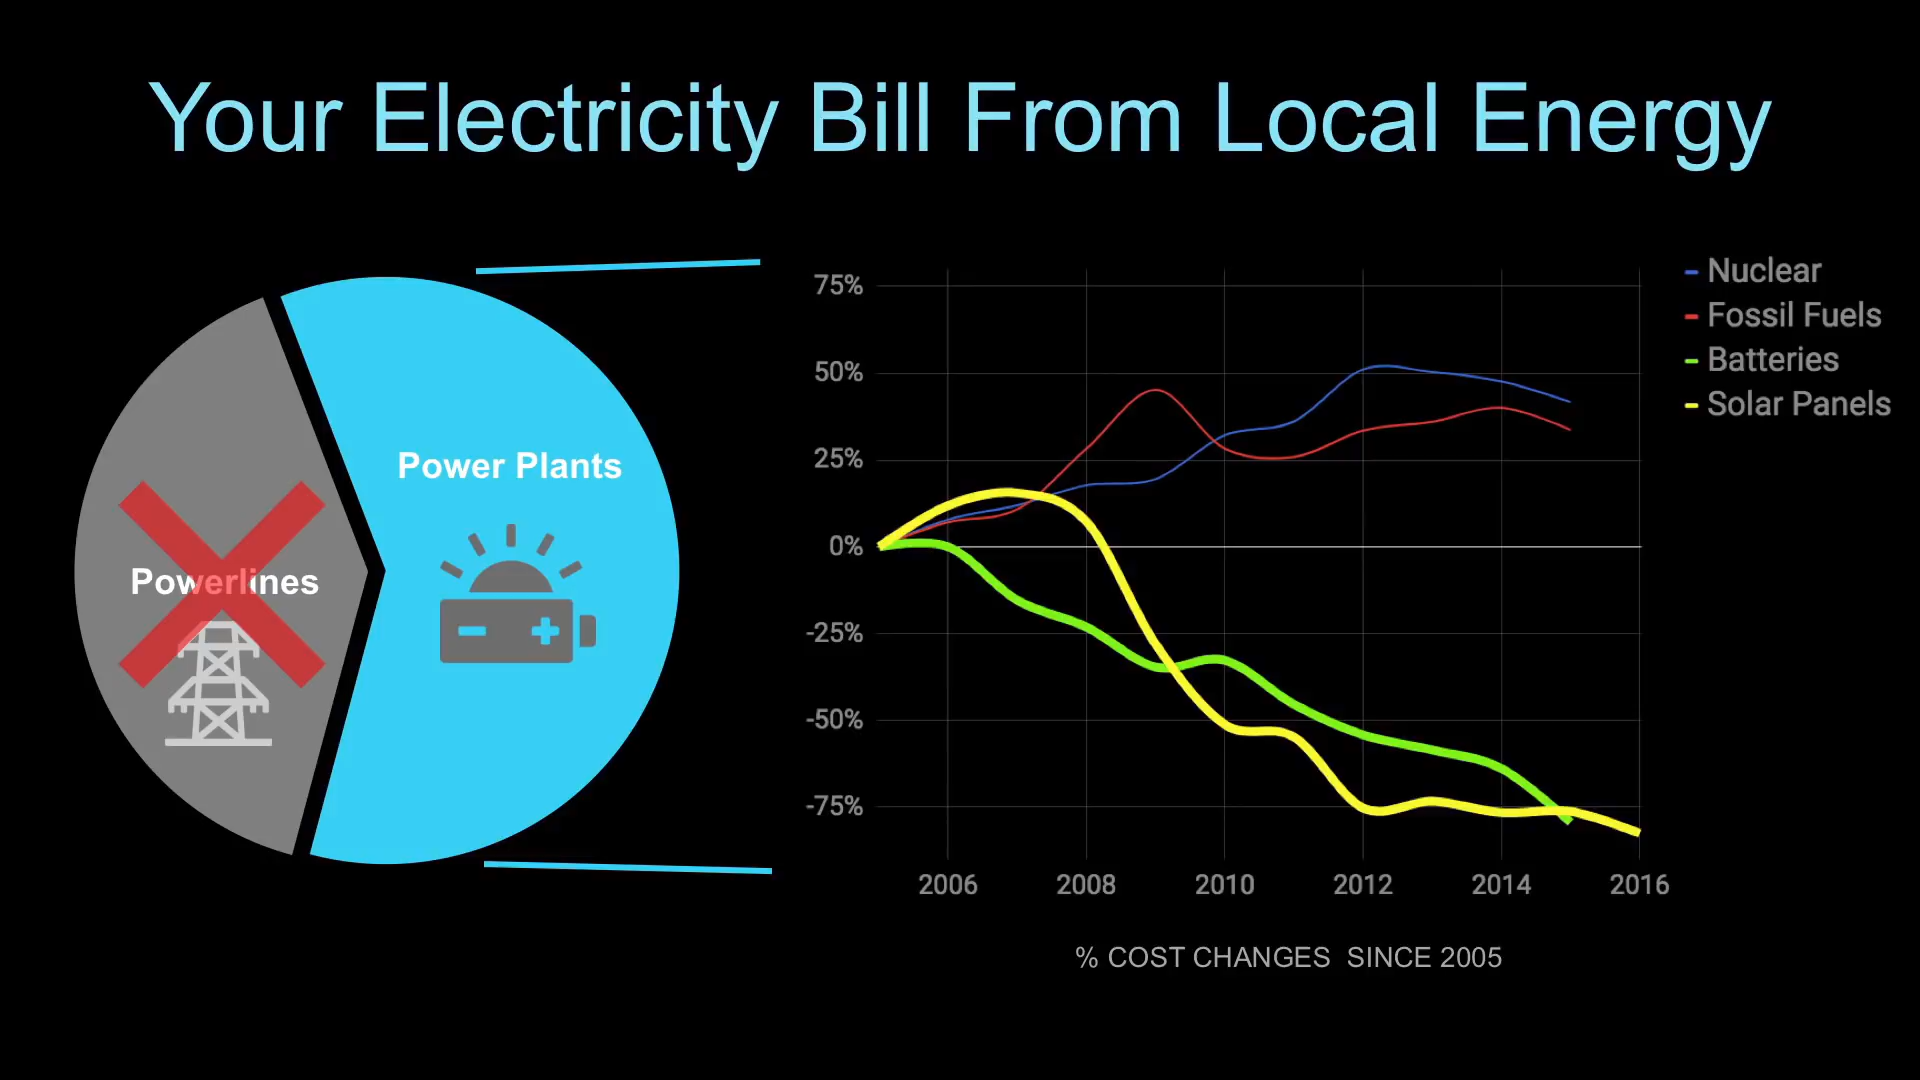 Your Electricity Bill From Local Energy
Power Plants
Powerlines
75%
50%
25%
0%
-25%
-50%
-75%
2006 2008 2010 2012 2014 2016
% COST CHANGES  SINCE 2005
Nuclear
Fossil Fuels
Batteries
Solar Panels